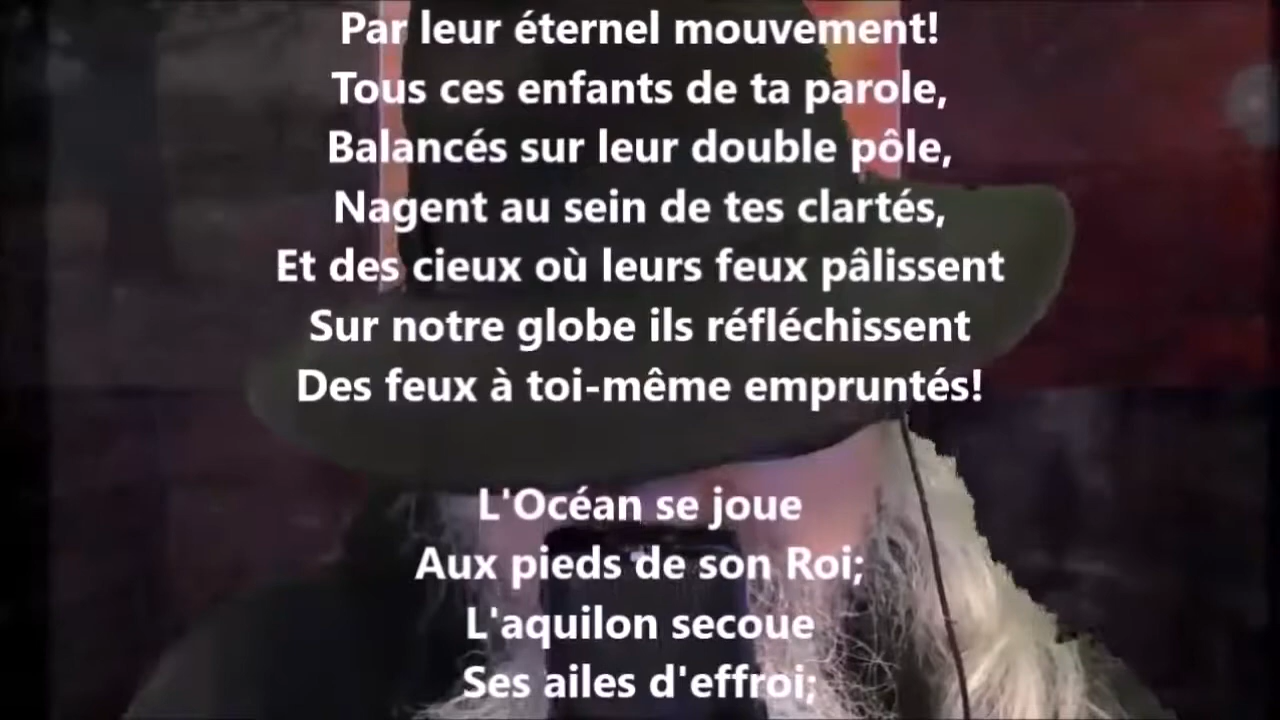 Par leur éternel mouvement!
Tous ces enfants de ta parole,
Balancés sur leur double pôle,
Nagent au sein de tes clartés,
Et des cieux où leurs feux pâlissent
Sur notre globe ils réfléchissent
Des feux à toi-même empruntés!
L'Océan se joue
Aux pieds de son Roi;
L'aquilon secoue
Ses ailes d'effroi;